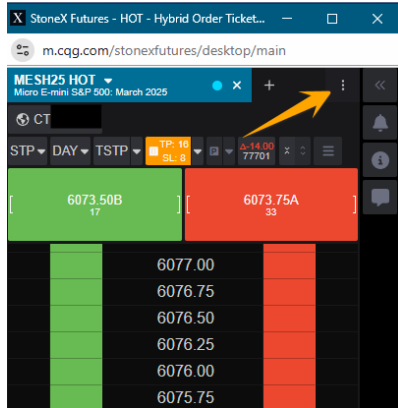 X StoneX Futures - HOT - Hybrid Order Ticket...
m.cqg.com/stonexfutures/desktop/main
MESH25 HOT
Micro E-mini S&P 500: March 2025
CT
STP DAY TSTP TP: 16 SL: 8 P Δ-14.00 77701
6073.50B 6073.75A
17 33
6077.00
6076.75
6076.50
6076.25
6076.00
6075.75